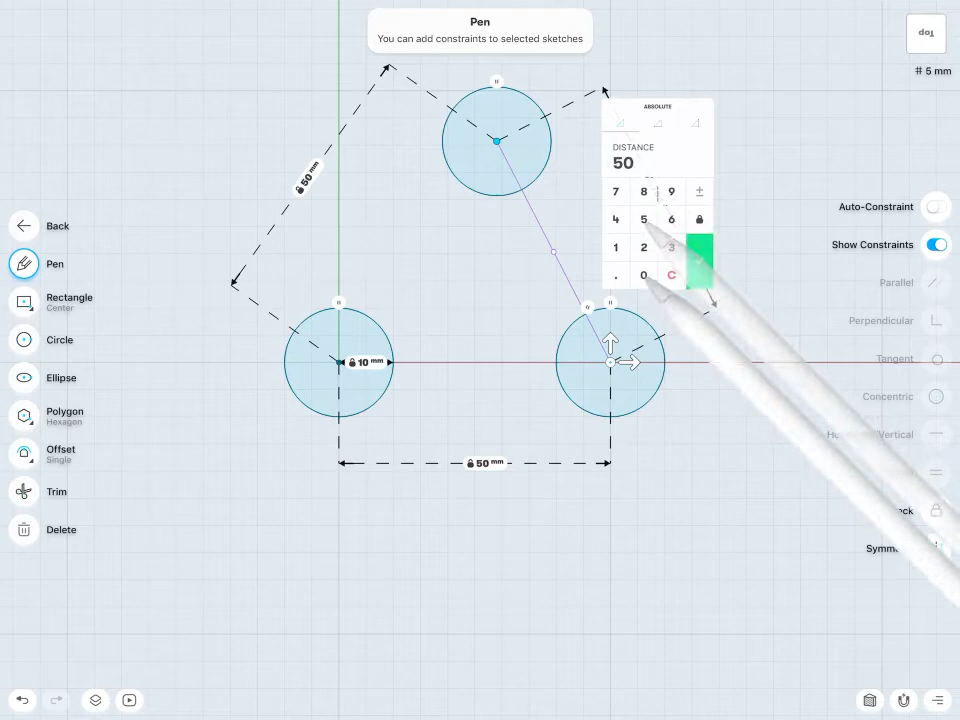 Pen
You can add constraints to selected sketches
Top
5 mm
ABSOLUTE
DISTANCE
50
7 8 9 ±
4 5 6
1 2 3
. 0 C
50 mm
10 mm
50 mm
Back
Pen
Rectangle
Center
Circle
Ellipse
Polygon
Hexagon
Offset
Single
Trim
Delete
Auto-Constraint
Show Constraints
Parallel
Perpendicular
Tangent
Concentric
Vertical